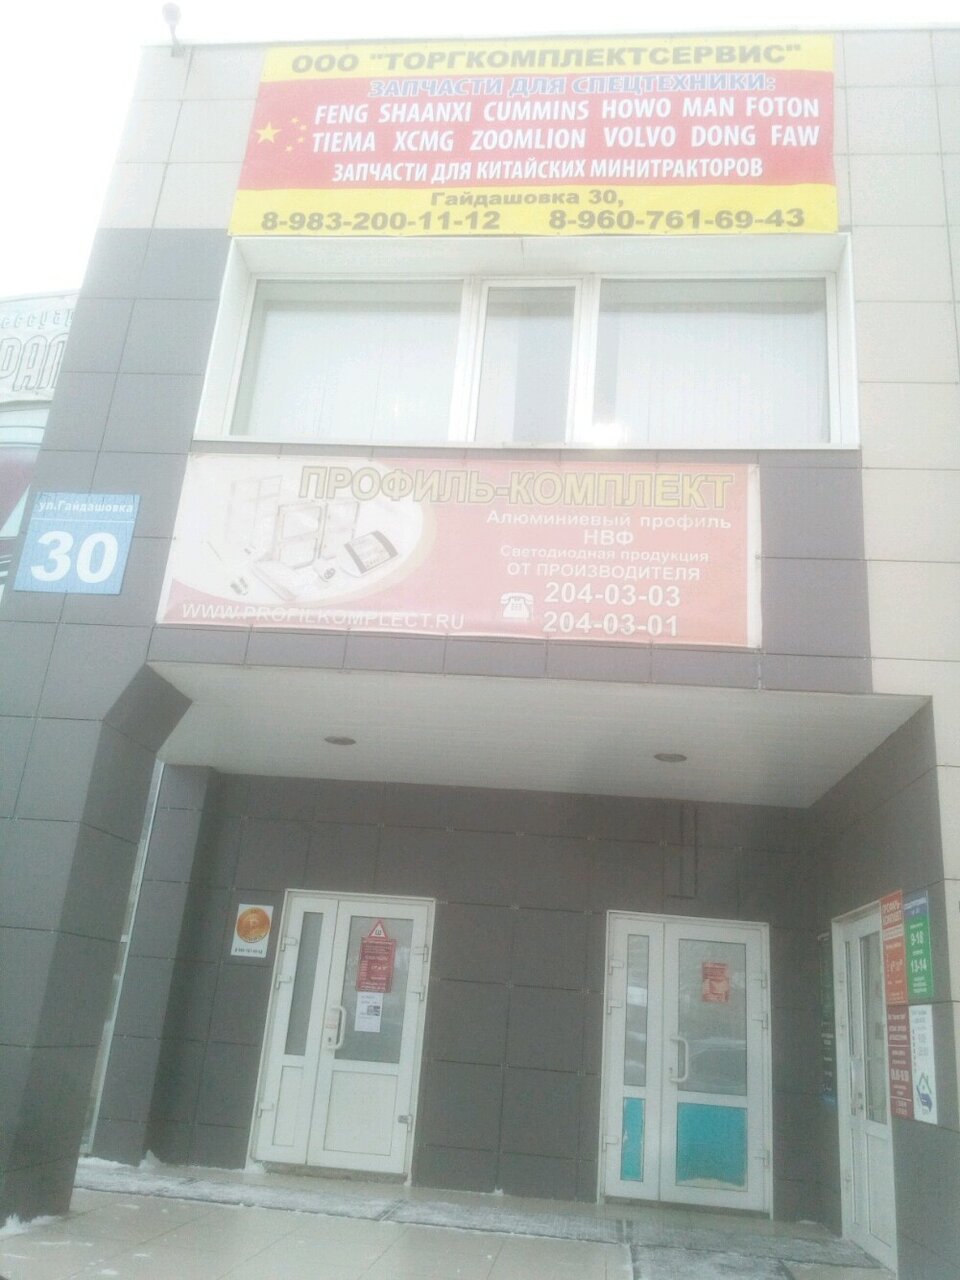 ООО "ТОРГКОМПЛЕКТСЕРВИС"
ЗАПЧАСТИ ДЛЯ СПЕЦТЕХНИКИ:
FENG SHAANXI CUMMINS HOWO MAN FOTON
TIEMA XCMG ZOOMLION VOLVO DONG FAW
ЗАПЧАСТИ ДЛЯ КИТАЙСКИХ МИНИТРАКТОРОВ
Гайдашовка 30,
8-983-200-11-12 8-960-761-69-43
ПРОФИЛЬ-КОМПЛЕКТ
Алюминиевый профиль
НВФ
Светодиодная продукция
ОТ ПРОИЗВОДИТЕЛЯ
204-03-03
204-03-01
WWW.PROFILKOMPLECT.RU
ул.Гайдашовка
30
ПРОФИЛЬ-
КОМПЛЕКТ
9-18
13-14